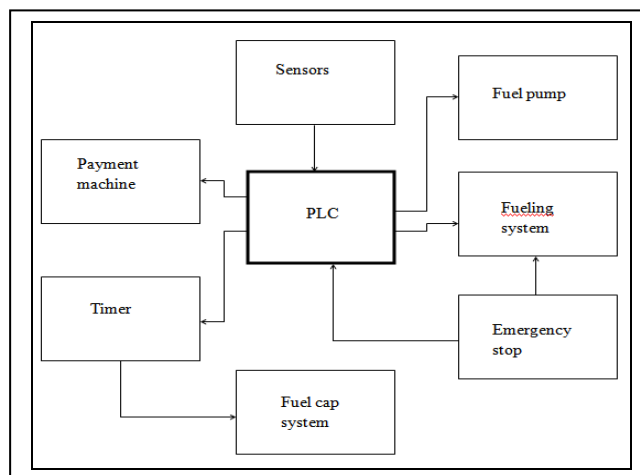 Sensors
Fuel pump
Payment
machine
PLC
Fueling
system
Timer
Emergency
stop
Fuel cap
system